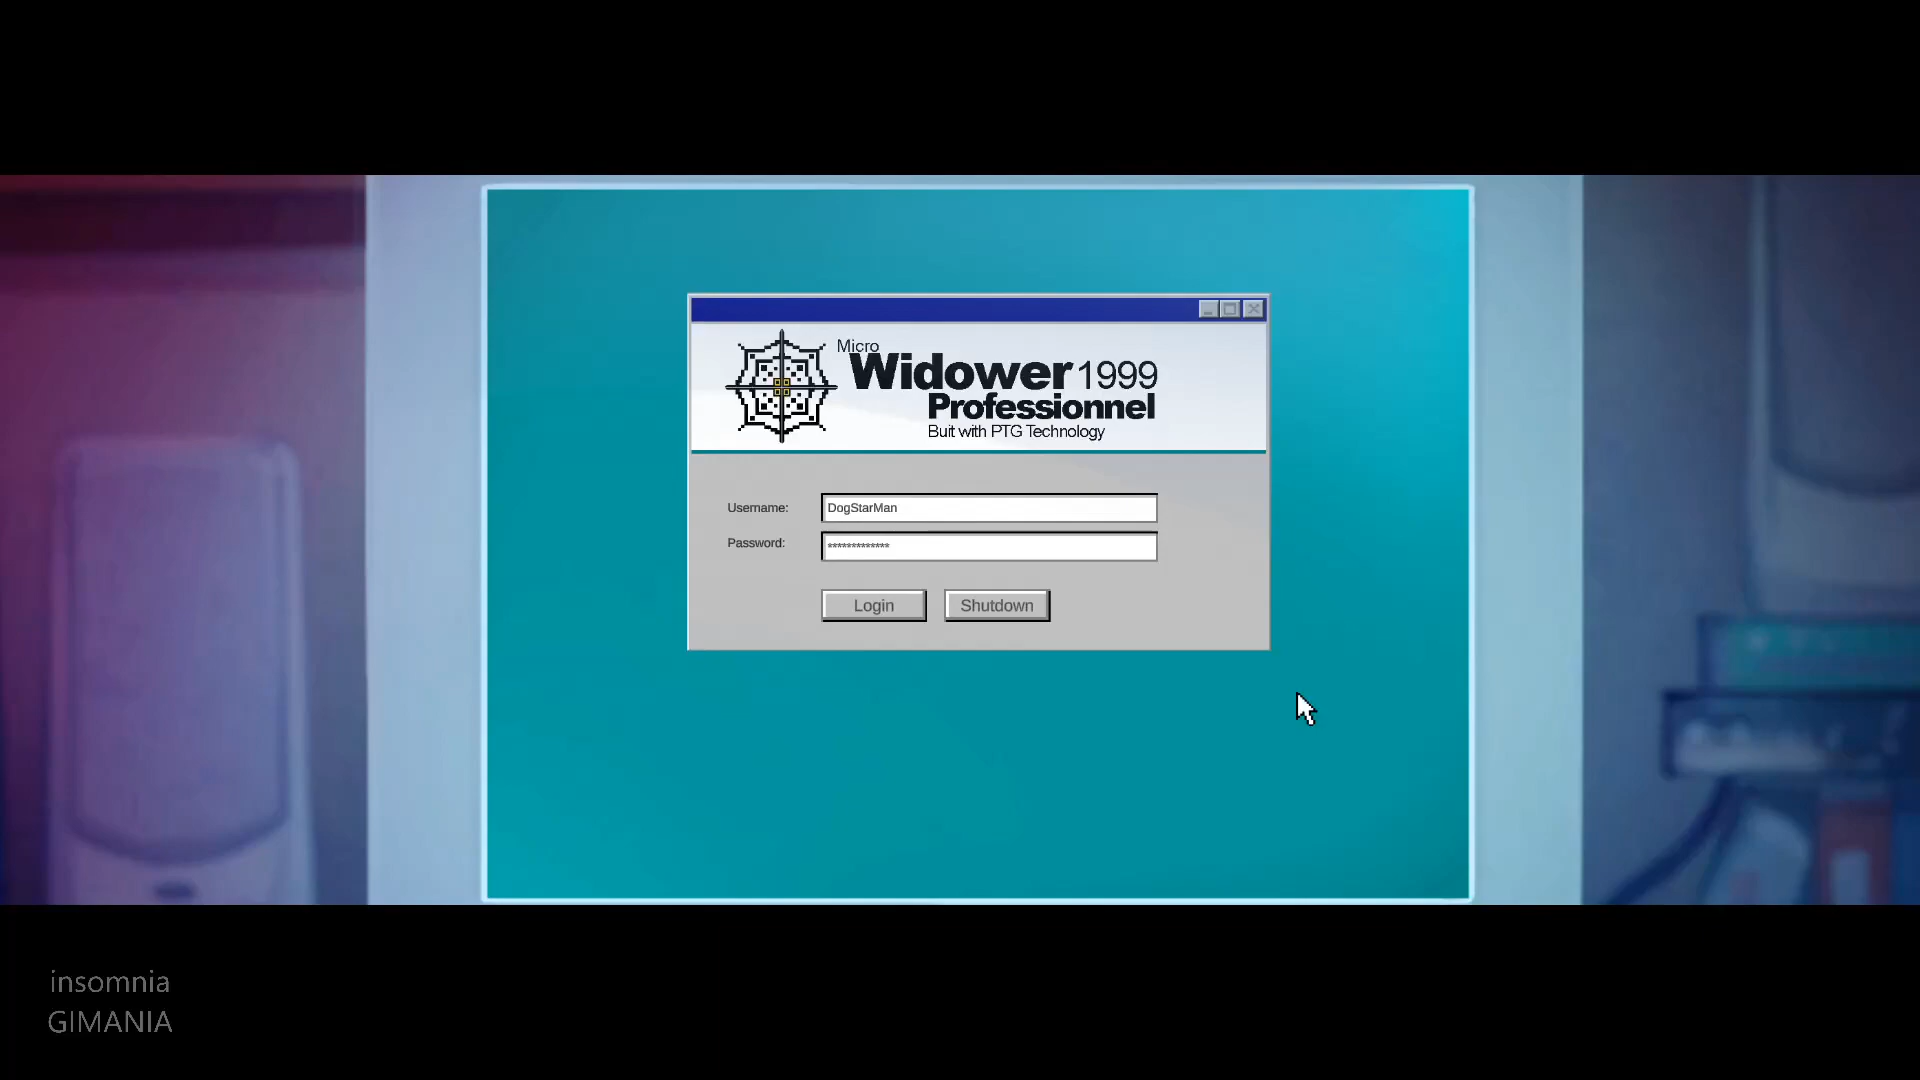 Micro
Widower 1999
Professionnel
Buit with PTG Technology
Username: DogStarMan
Password: *************
Login Shutdown
insomnia
GIMANIA